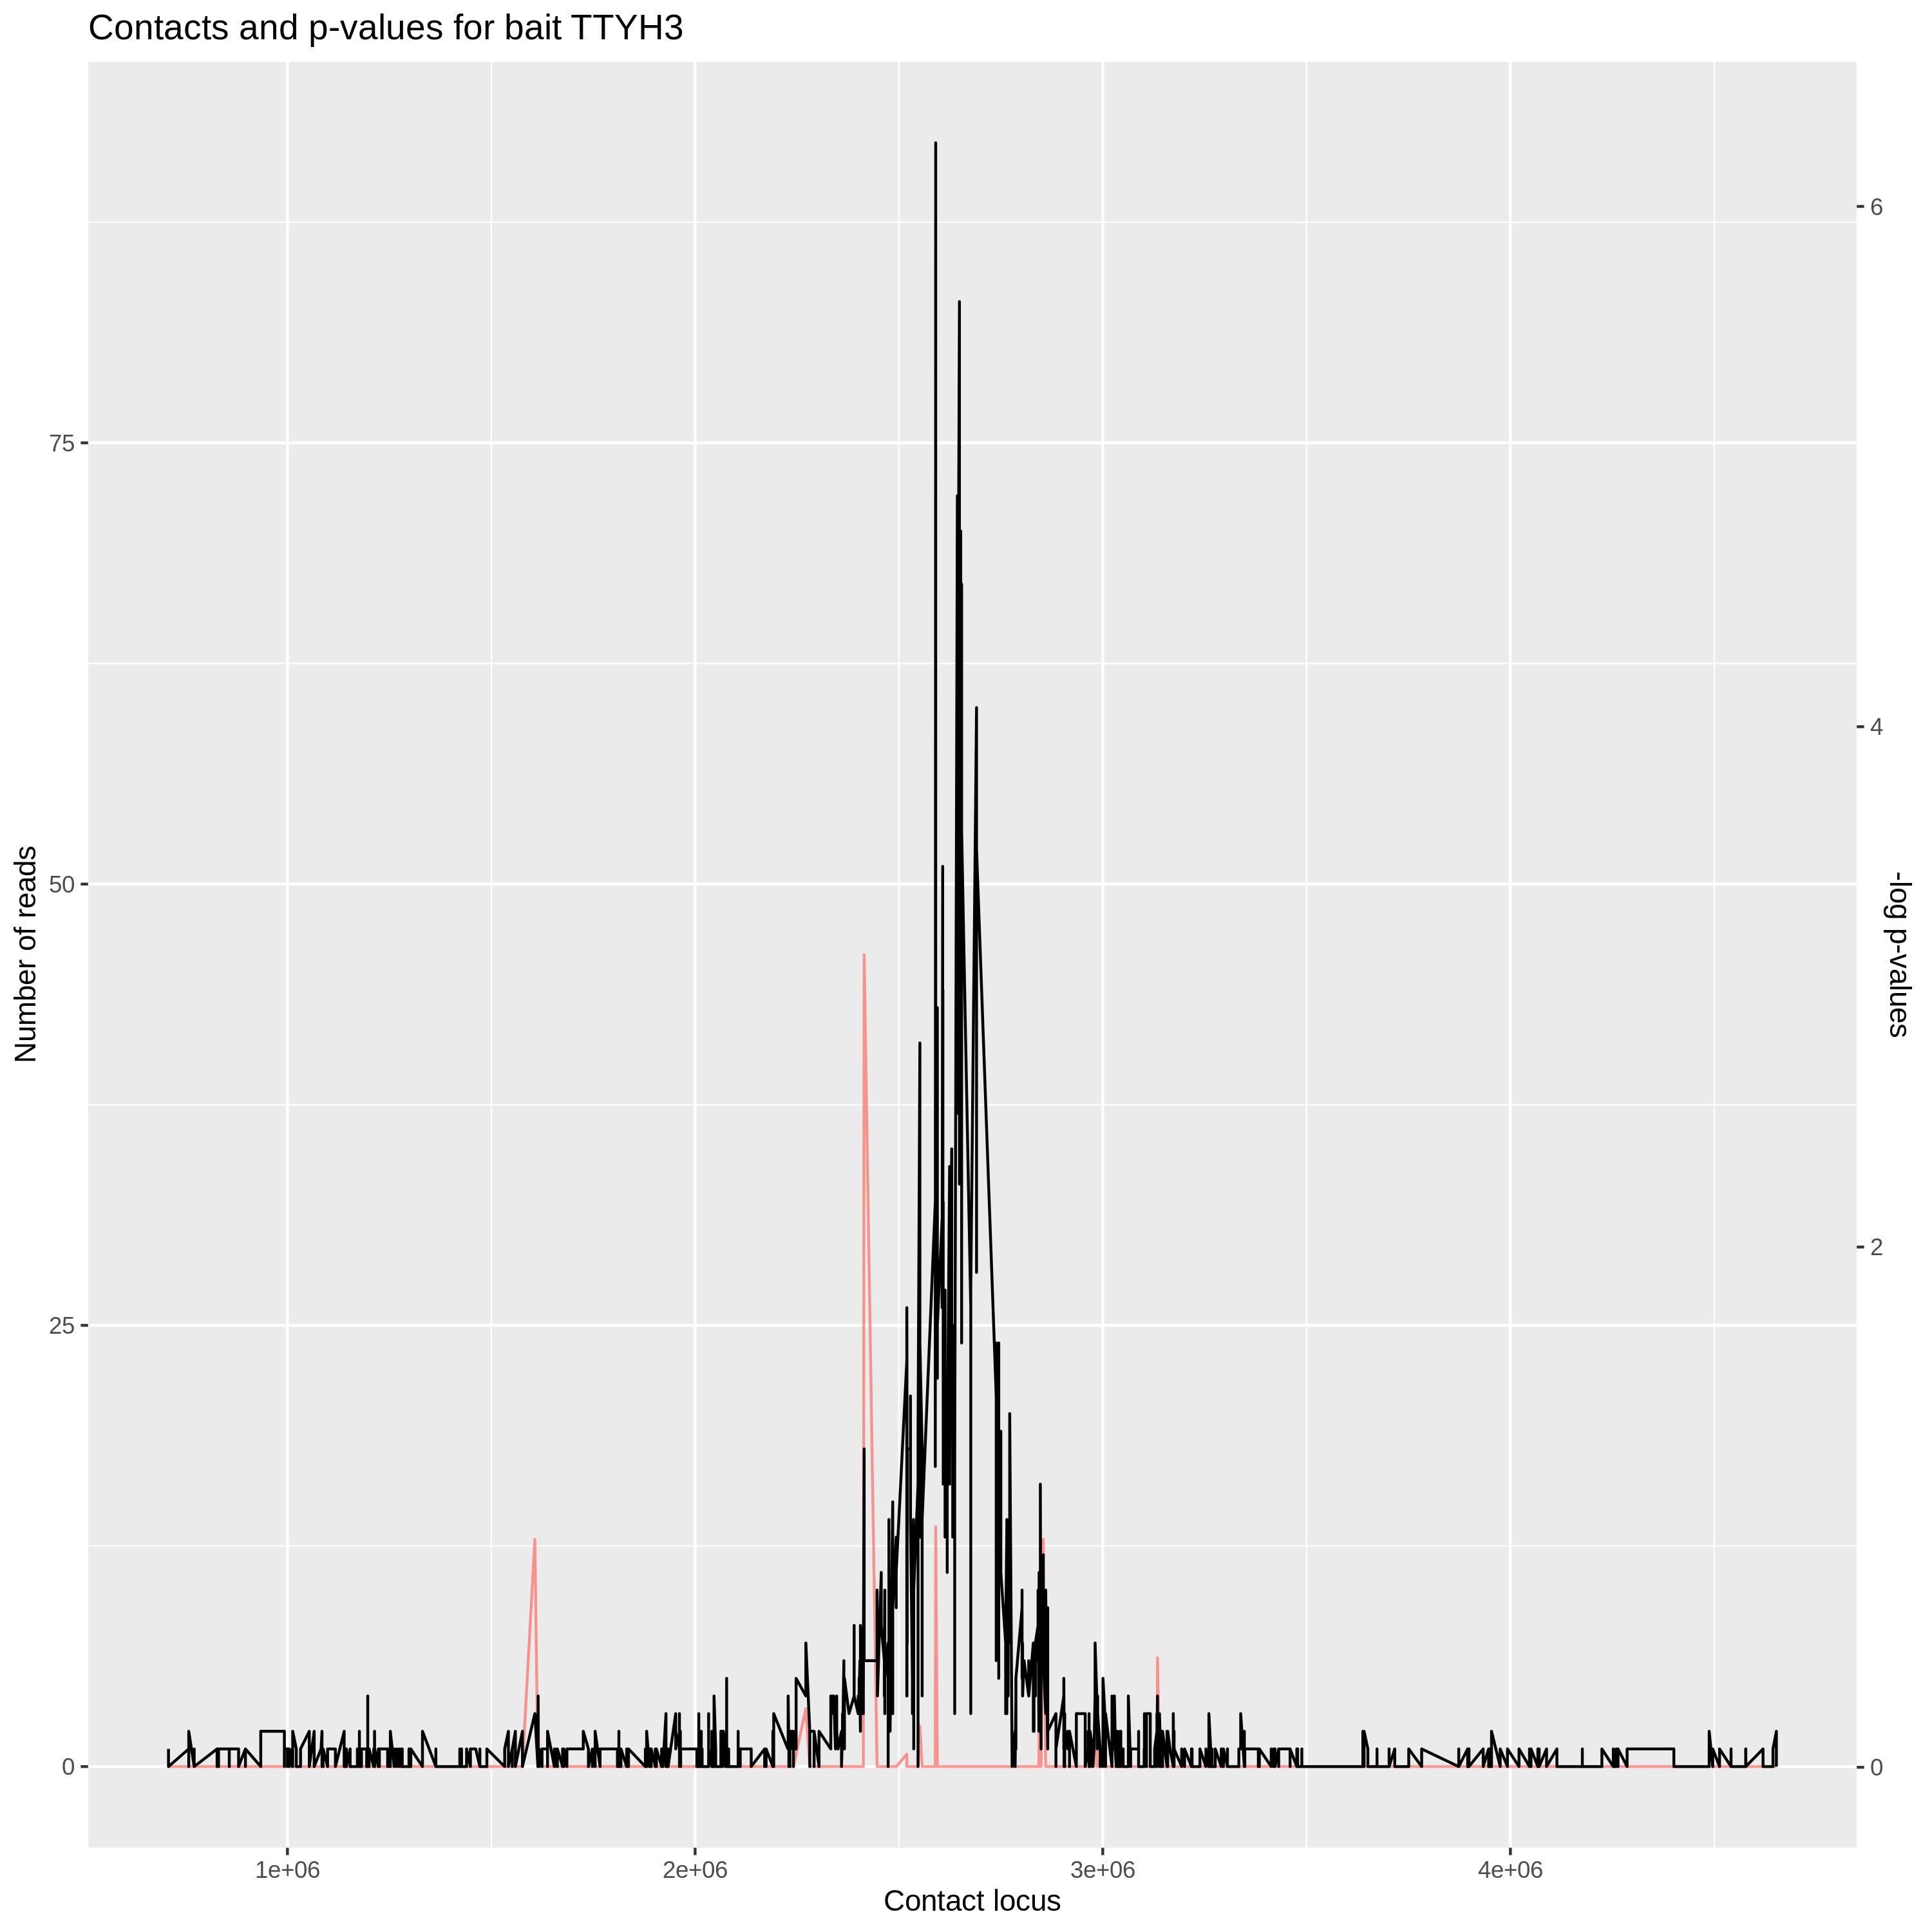 Contacts and p-values for bait TTYH3
Number of reads
75
50
25
0
6
4
2
0
-log p-values
1e+06
2e+06
3e+06
4e+06
Contact locus